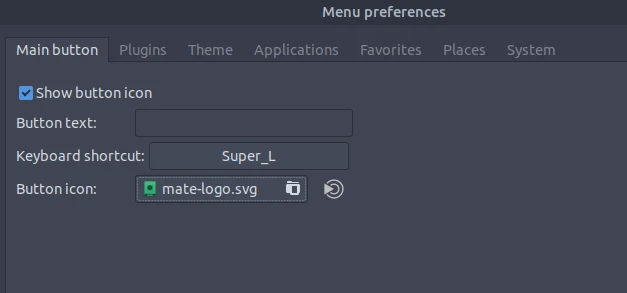 Menu preferences
Main button Plugins Theme Applications Favorites Places System
Show button icon
Button text:
Keyboard shortcut: Super_L
Button icon: mate-logo.svg